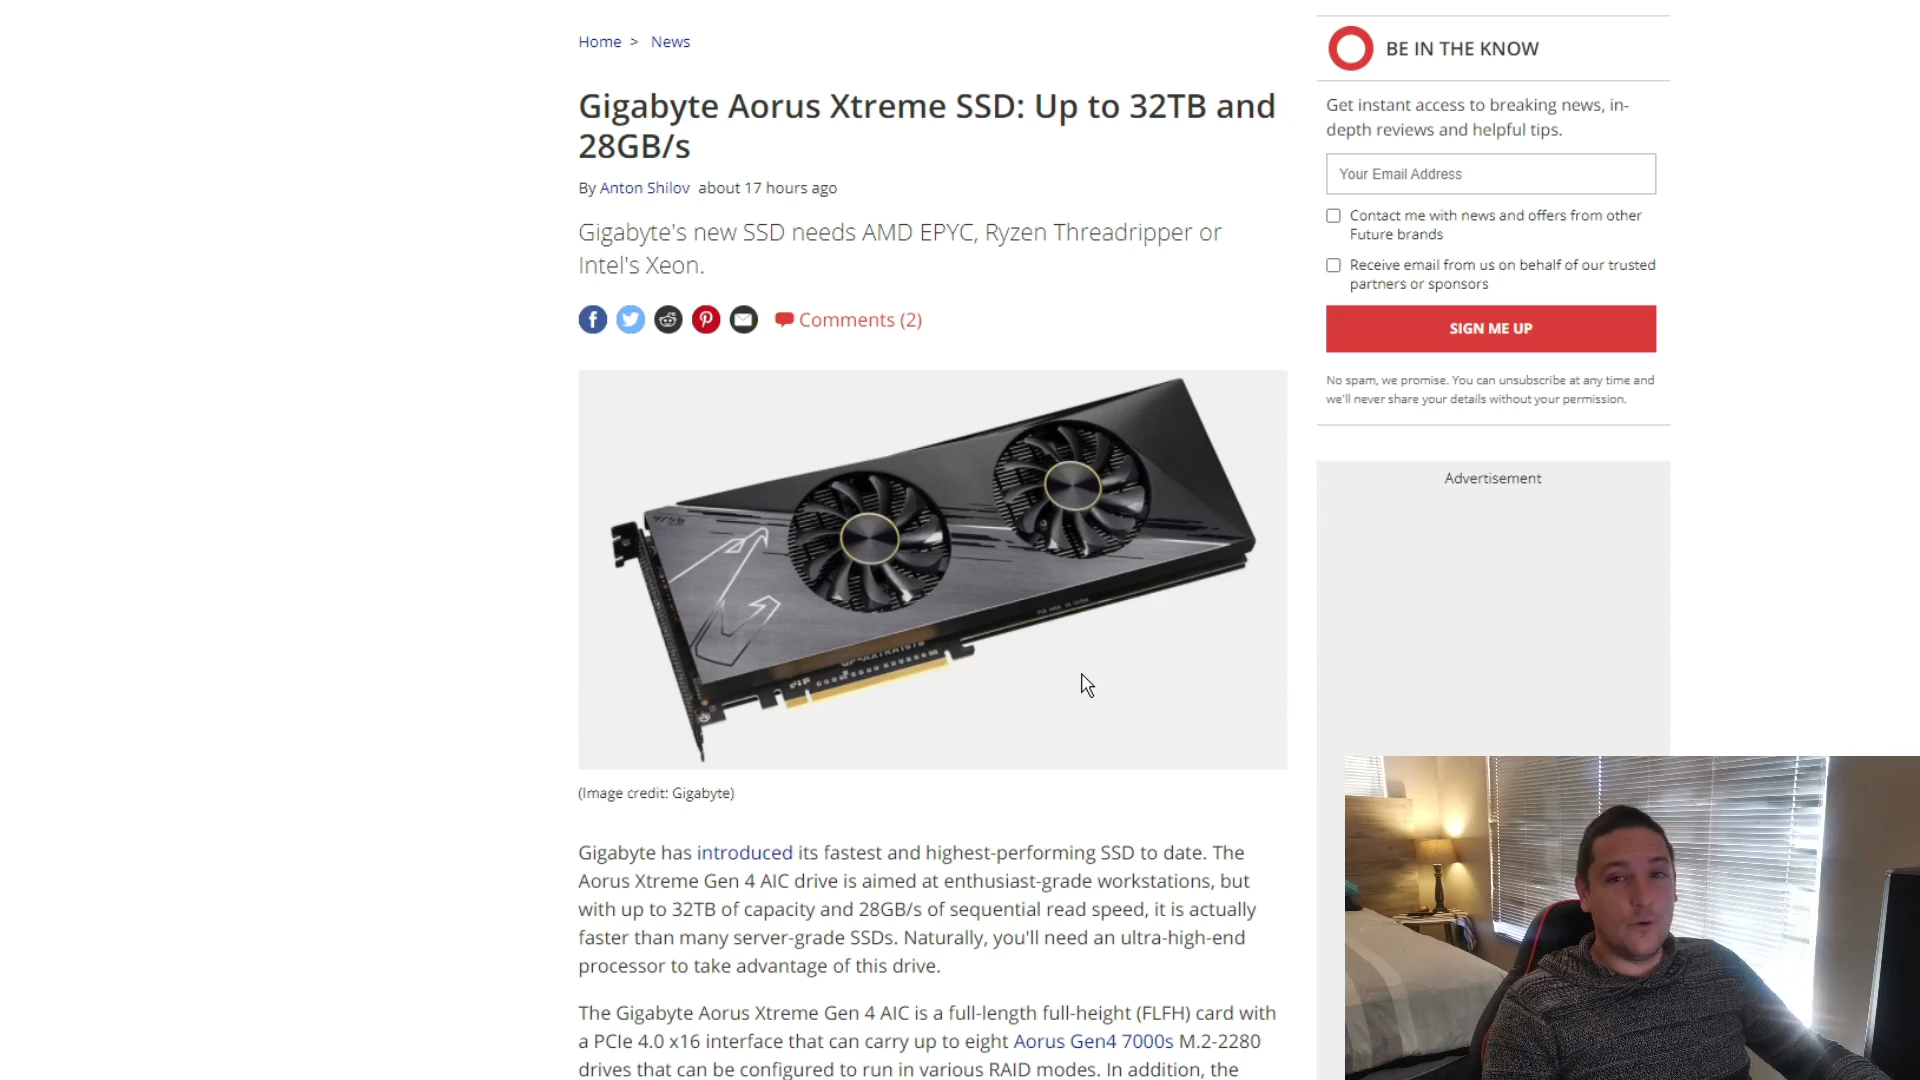 Home > News
Gigabyte Aorus Xtreme SSD: Up to 32TB and
28GB/s
By Anton Shilov about 17 hours ago
Gigabyte's new SSD needs AMD EPYC, Ryzen Threadripper or
Intel's Xeon.
Comments (2)
(Image credit: Gigabyte)
Gigabyte has introduced its fastest and highest-performing SSD to date. The
Aorus Xtreme Gen 4 AIC drive is aimed at enthusiast-grade workstations, but
with up to 32TB of capacity and 28GB/s of sequential read speed, it is actually
faster than many server-grade SSDs. Naturally, you'll need an ultra-high-end
processor to take advantage of this drive.
The Gigabyte Aorus Xtreme Gen 4 AIC is a full-length full-height (FLFH) card with
a PCIe 4.0 x16 interface that can carry up to eight Aorus Gen4 7000s M.2-2280
drives that can be configured to run in various RAID modes. In addition, the
BE IN THE KNOW
Get instant access to breaking news, in-
depth reviews and helpful tips.
Your Email Address
Contact me with news and offers from other
Future brands
Receive email from us on behalf of our trusted
partners or sponsors
SIGN ME UP
No spam, we promise. You can unsubscribe at any time and
we'll never share your details without your permission.
Advertisement